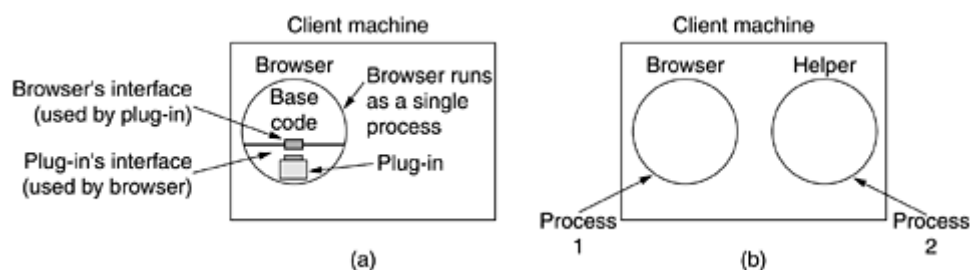 Client machine
Browser
Base
code
Browser's interface
(used by plug-in)
Plug-in's interface
(used by browser)
Browser runs
as a single
process
Plug-in
(a)
Client machine
Browser
Helper
Process
1
Process
2
(b)